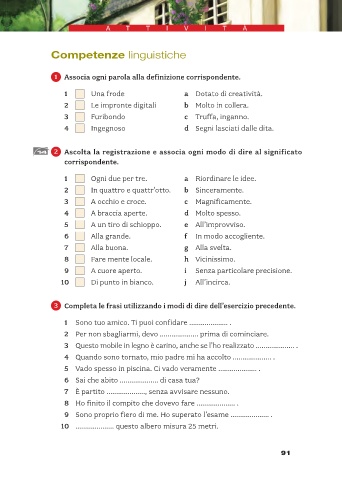 ATTIVITÀ
Competenze linguistiche
1 Associa ogni parola alla definizione corrispondente.
1 Una frode a Dotato di creatività.
2 Le impronte digitali b Molto in collera.
3 Furibondo c Truffa, inganno.
4 Ingegnoso d Segni lasciati dalle dita.
2 Ascolta la registrazione e associa ogni modo di dire al significato
corrispondente.
1 Ogni due per tre. a Riordinare le idee.
2 In quattro e quattr'otto. b Sinceramente.
3 A occhio e croce. c Magnificamente.
4 A braccia aperte. d Molto spesso.
5 A un tiro di schioppo. e All'improvviso.
6 Alla grande. f In modo accogliente.
7 Alla buona. g Alla svelta.
8 Fare mente locale. h Vicinissimo.
9 A cuore aperto. i Senza particolare precisione.
10 Di punto in bianco. j All'incirca.
3 Completa le frasi utilizzando i modi di dire dell'esercizio precedente.
1 Sono tuo amico. Ti puoi confidare ................... .
2 Per non sbagliarmi, devo ................... prima di cominciare.
3 Questo mobile in legno è carino, anche se l'ho realizzato ................... .
4 Quando sono tornato, mio padre mi ha accolto ................... .
5 Vado spesso in piscina. Ci vado veramente ................... .
6 Sai che abito ................... di casa tua?
7 È partito ..................., senza avvisare nessuno.
8 Ho finito il compito che dovevo fare ................... .
9 Sono proprio fiero di me. Ho superato l'esame ................... .
10 ................... questo albero misura 25 metri.
91